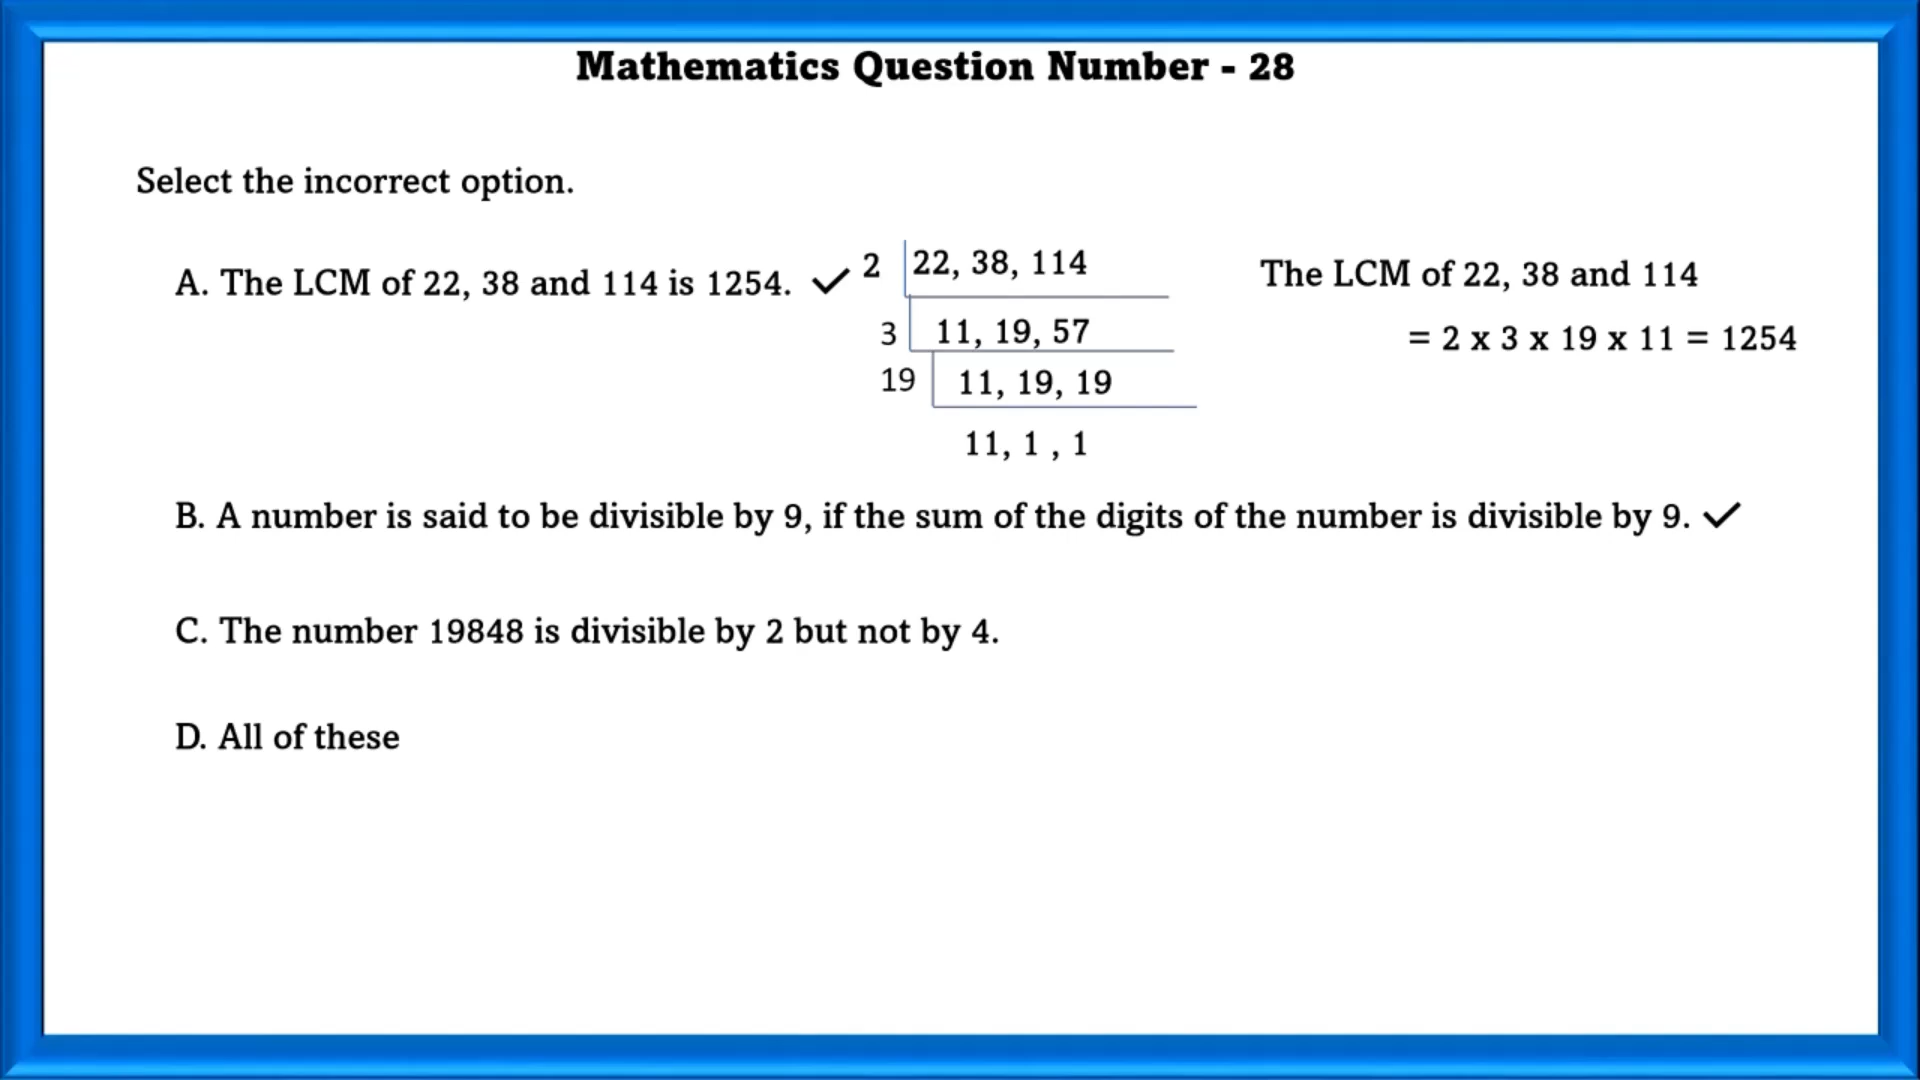 Mathematics Question Number - 28
Select the incorrect option.
A. The LCM of 22, 38 and 114 is 1254. ✓
2 22, 38, 114
3 11, 19, 57
19 11, 19, 19
11, 1 , 1
The LCM of 22, 38 and 114
= 2 x 3 x 19 x 11 = 1254
B. A number is said to be divisible by 9, if the sum of the digits of the number is divisible by 9. ✓
C. The number 19848 is divisible by 2 but not by 4.
D. All of these